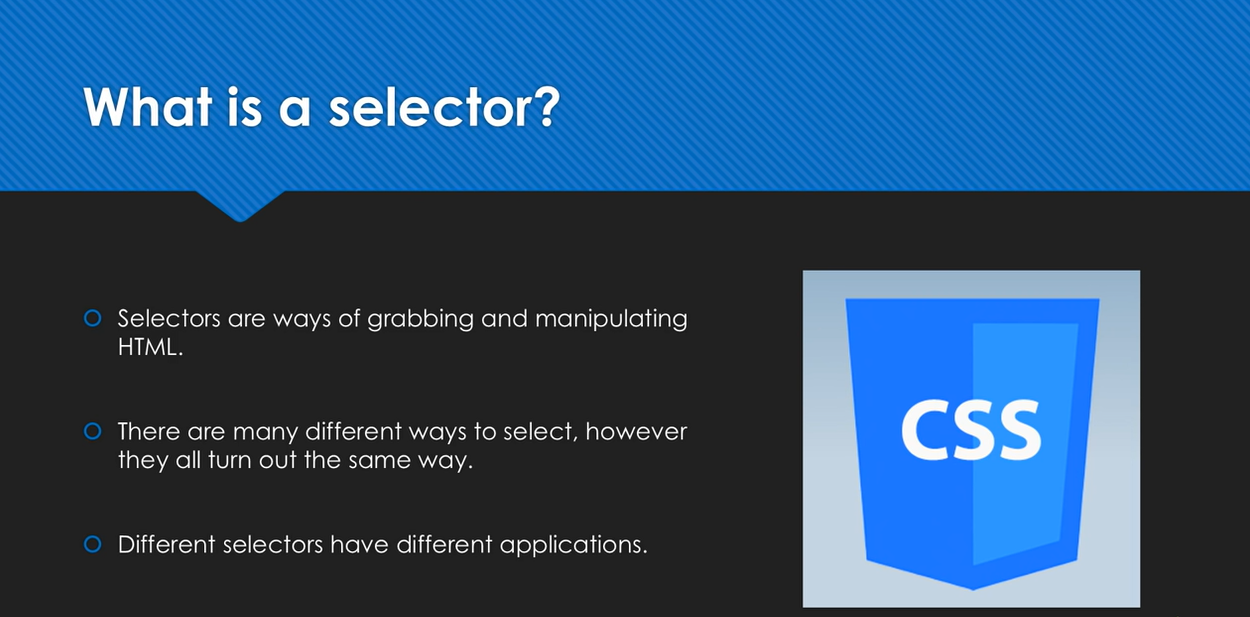 What is a selector?
Selectors are ways of grabbing and manipulating
HTML.
There are many different ways to select, however
they all turn out the same way.
Different selectors have different applications.
CSS